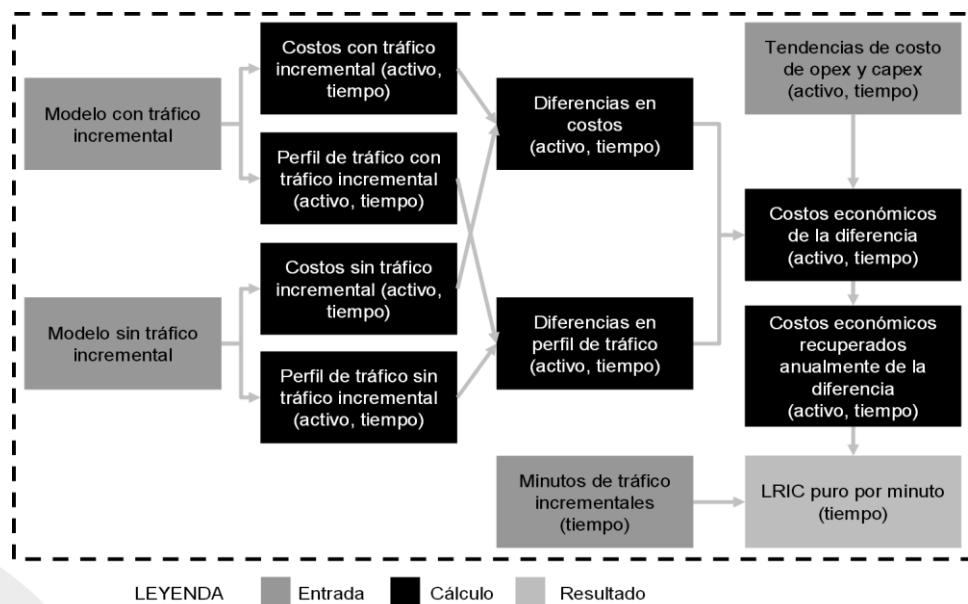 Modelo con tráfico
incremental
Costos con tráfico
incremental (activo,
tiempo)
Perfil de tráfico con
tráfico incremental
(activo, tiempo)
Modelo sin tráfico
incremental
Costos sin tráfico
incremental (activo,
tiempo)
Perfil de tráfico sin
tráfico incremental
(activo, tiempo)
Diferencias en
costos
(activo, tiempo)
Diferencias en
perfil de tráfico
(activo, tiempo)
Tendencias de costo
de opex y capex
(activo, tiempo)
Costos económicos
de la diferencia
(activo, tiempo)
Costos económicos
recuperados
anualmente de la
diferencia
(activo, tiempo)
Minutos de tráfico
incrementales
(tiempo)
LRIC puro por minuto
(tiempo)
LEYENDA
Entrada
Cálculo
Resultado